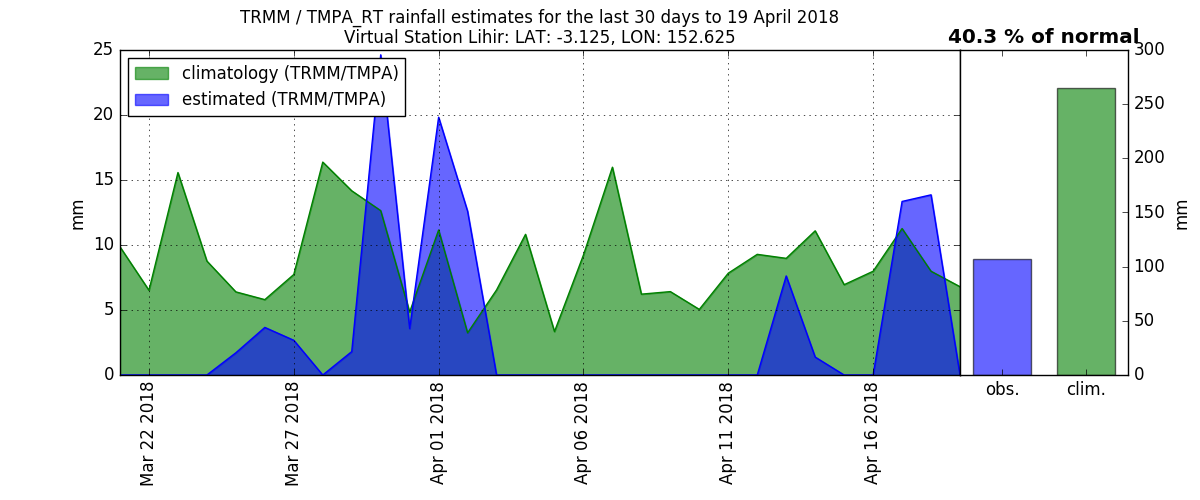 TRMM / TMPA_RT rainfall estimates for the last 30 days to 19 April 2018
Virtual Station Lihir: LAT: -3.125, LON: 152.625
40.3 % of normal
climatology (TRMM/TMPA)
estimated (TRMM/TMPA)
25
20
15
10
5
0
mm
300
250
200
150
100
50
0
mm
Mar 22 2018
Mar 27 2018
Apr 01 2018
Apr 06 2018
Apr 11 2018
Apr 16 2018
obs.
clim.